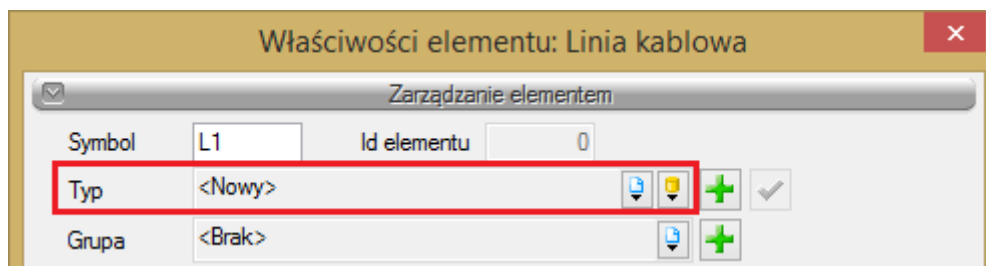 Właściwości elementu: Linia kablowa
Zarządzanie elementem
Symbol L1 Id elementu 0
Typ <Nowy>
Grupa <Brak>